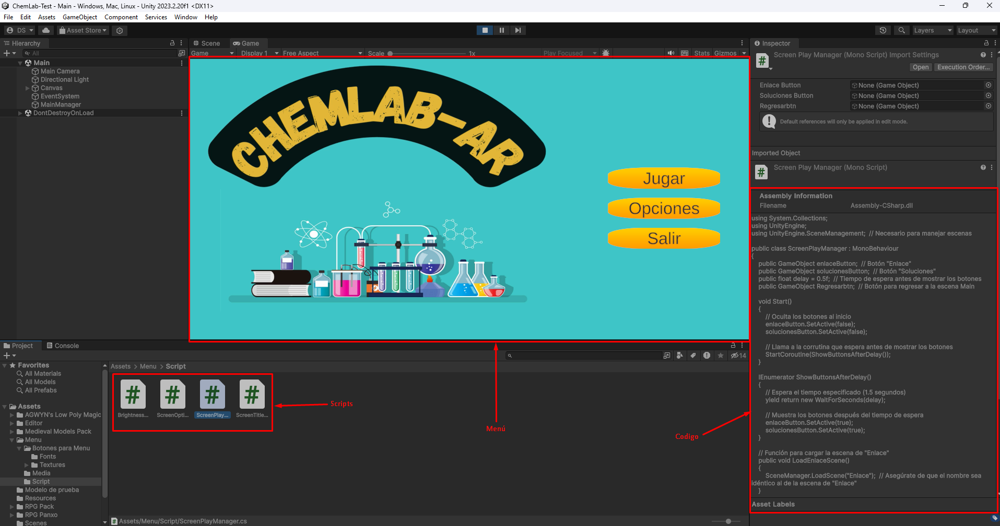 ChemLab-Test - Main - Windows, Mac, Linux - Unity 2023.2.20f1 <DX11>
File Edit Assets GameObject Component Services Window Help
DS Asset Store Layers Layout
Hierarchy
All
Main
Main Camera
Directional Light
Canvas
EventSystem
MainManager
DontDestroyOnLoad
Scene Game
Game Display 1 Free Aspect Scale 1x Play Focused Stats Gizmos
CHEMLAB-AR
Jugar
Opciones
Salir
Inspector
Screen Play Manager (Mono Script) Import Settings
Open Execution Order...
Enlace Button None (Game Object)
Soluciones Button None (Game Object)
Regresarbtn None (Game Object)
Default references will only be applied in edit mode.
Imported Object
Screen Play Manager (Mono Script)
Assembly Information
Filename Assembly-CSharp.dll
using System.Collections;
using UnityEngine;
using UnityEngine.SceneManagement; // Necesario para manejar escenas
public class ScreenPlayManager : MonoBehaviour
{
public GameObject enlaceButton; // Botón "Enlace"
public GameObject solucionesButton; // Botón "Soluciones"
public float delay = 0.5f; // Tiempo de espera antes de mostrar los botones
public GameObject Regresarbtn; // Botón para regresar a la escena Main
void Start()
{
// Oculta los botones al inicio
enlaceButton.SetActive(false);
solucionesButton.SetActive(false);
// Llama a la corrutina que espera antes de mostrar los botones
StartCoroutine(ShowButtonsAfterDelay());
}
IEnumerator ShowButtonsAfterDelay()
{
// Espera el tiempo especificado (1.5 segundos)
yield return new WaitForSeconds(delay);
// Muestra los botones después del tiempo de espera
enlaceButton.SetActive(true);
solucionesButton.SetActive(true);
}
// Función para cargar la escena de "Enlace"
public void LoadEnlaceScene()
{
SceneManager.LoadScene("Enlace"); // Asegúrate de que el nombre sea
idéntico al de la escena de "Enlace"
}
Asset Labels
Project Console
14
Favorites
All Materials
All Models
All Prefabs
Assets
AGWYN's Low Poly Magic
Editor
Medieval Models Pack
Menu
Botones para Menu
Fonts
Textures
Media
Script
Modelo de prueba
Resources
RPG Pack
RPG Panxo
Scenes
Assets > Menu > Script
Brightness... ScreenOpti... ScreenPlay... ScreenTitle...
Scripts
Menú
Codigo
Assets/Menu/Script/ScreenPlayManager.cs